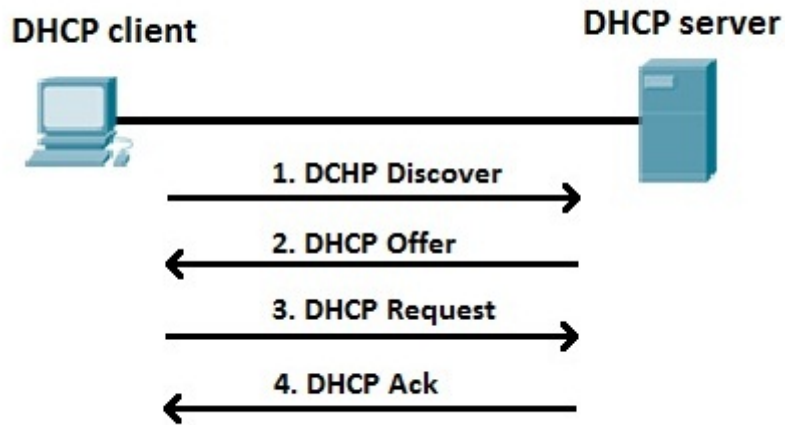 DHCP client
DHCP server
1. DCHP Discover
2. DHCP Offer
3. DHCP Request
4. DHCP Ack